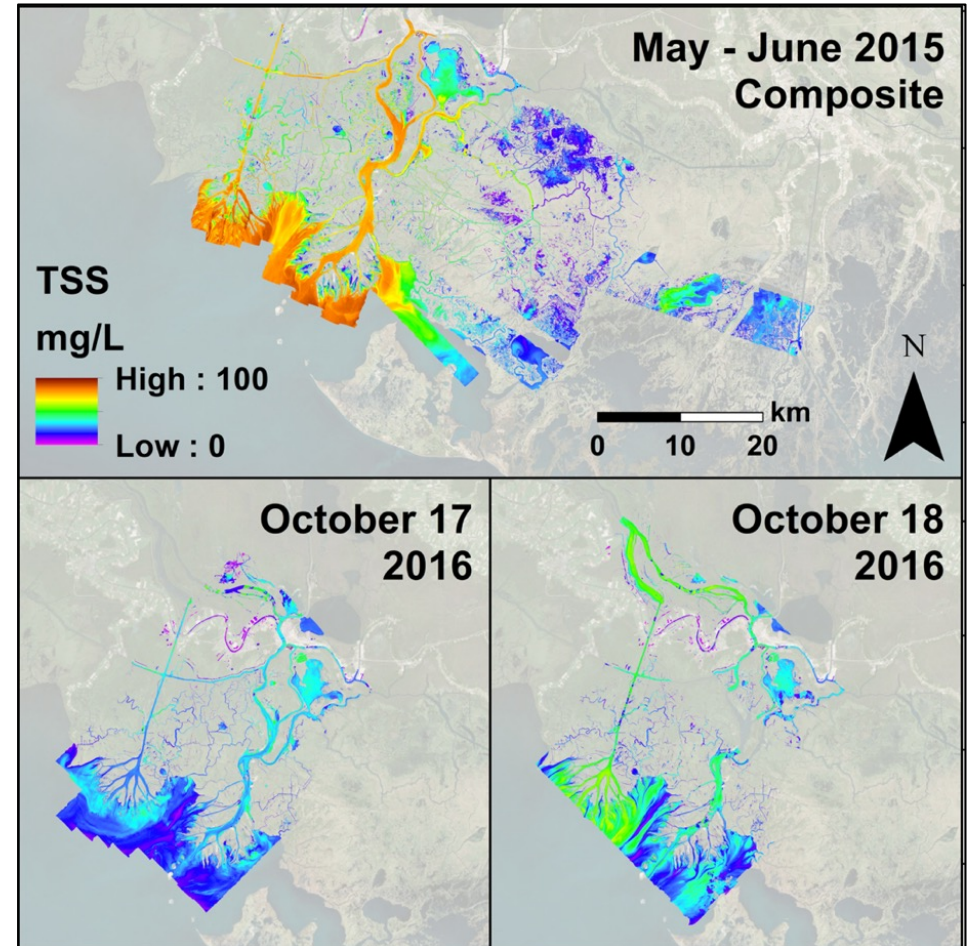 May - June 2015
Composite
TSS
mg/L
High : 100
Low : 0
N
km
0 10 20
October 17
2016
October 18
2016